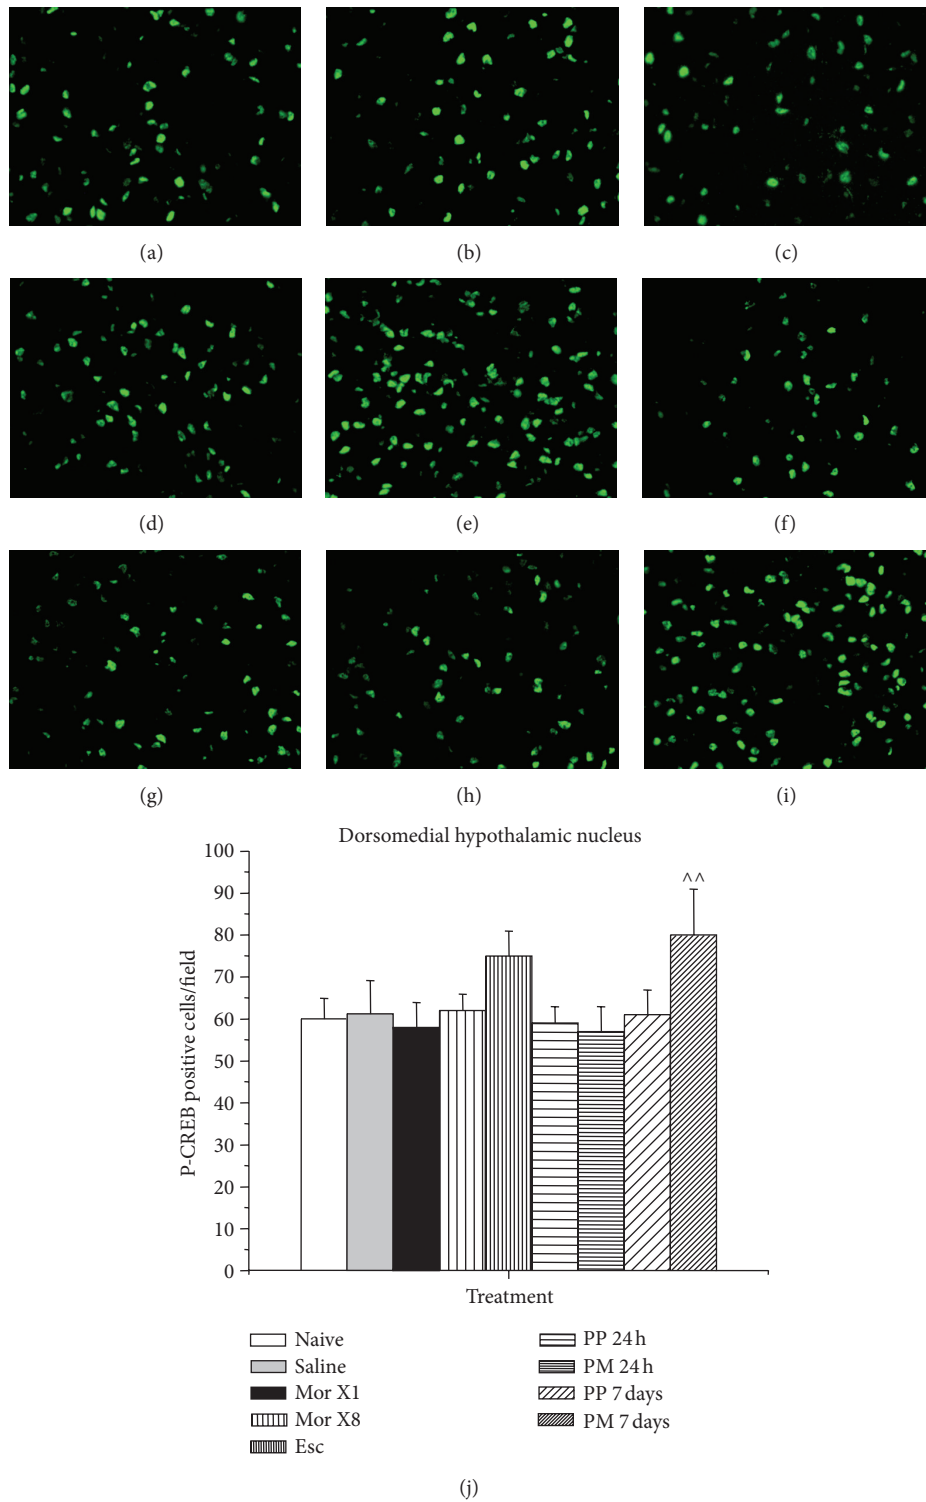 (a)
(b)
(c)
(d)
(e)
(f)
(g)
(h)
(i)
Dorsomedial hypothalamic nucleus
100
90
80
70
60
50
40
30
20
10
0
P-CREB positive cells/field
^^
Treatment
Naive
Saline
Mor X1
Mor X8
Esc
PP 24 h
PM 24 h
PP 7 days
PM 7 days
(j)